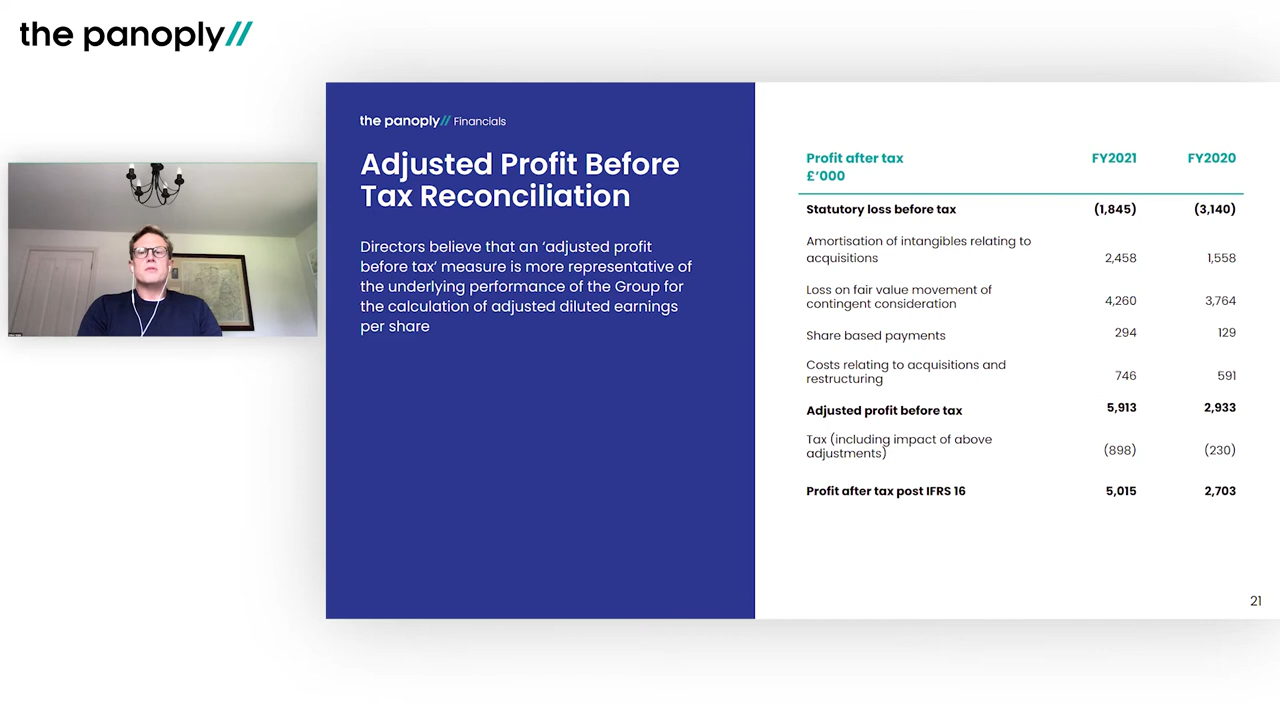 the panoply//
the panoply// Financials
Adjusted Profit Before
Tax Reconciliation
Directors believe that an ‘adjusted profit
before tax’ measure is more representative of
the underlying performance of the Group for
the calculation of adjusted diluted earnings
per share
Profit after tax FY2021 FY2020
£’000
Statutory loss before tax (1,845) (3,140)
Amortisation of intangibles relating to
acquisitions 2,458 1,558
Loss on fair value movement of
contingent consideration 4,260 3,764
Share based payments 294 129
Costs relating to acquisitions and
restructuring 746 591
Adjusted profit before tax 5,913 2,933
Tax (including impact of above
adjustments) (898) (230)
Profit after tax post IFRS 16 5,015 2,703
21